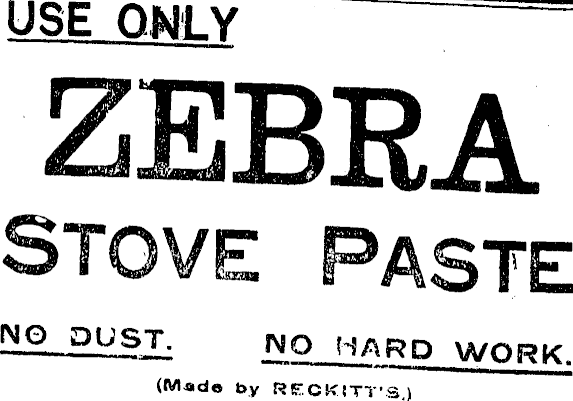 USE ONLY
ZEBRA
STOVE PASTE
NO DUST. NO HARD WORK.
(Made by RECKITT'S.)